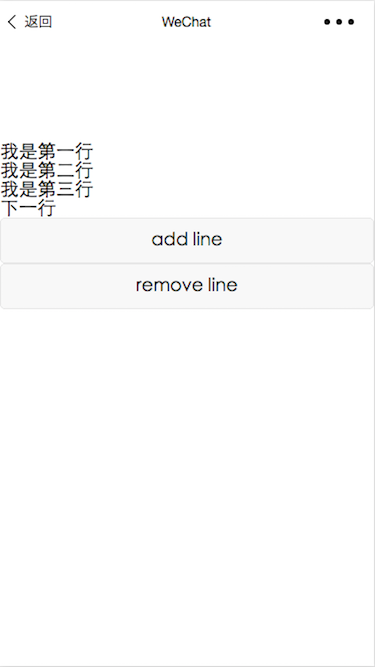 返回
WeChat
我是第一行
我是第二行
我是第三行
下一行
add line
remove line